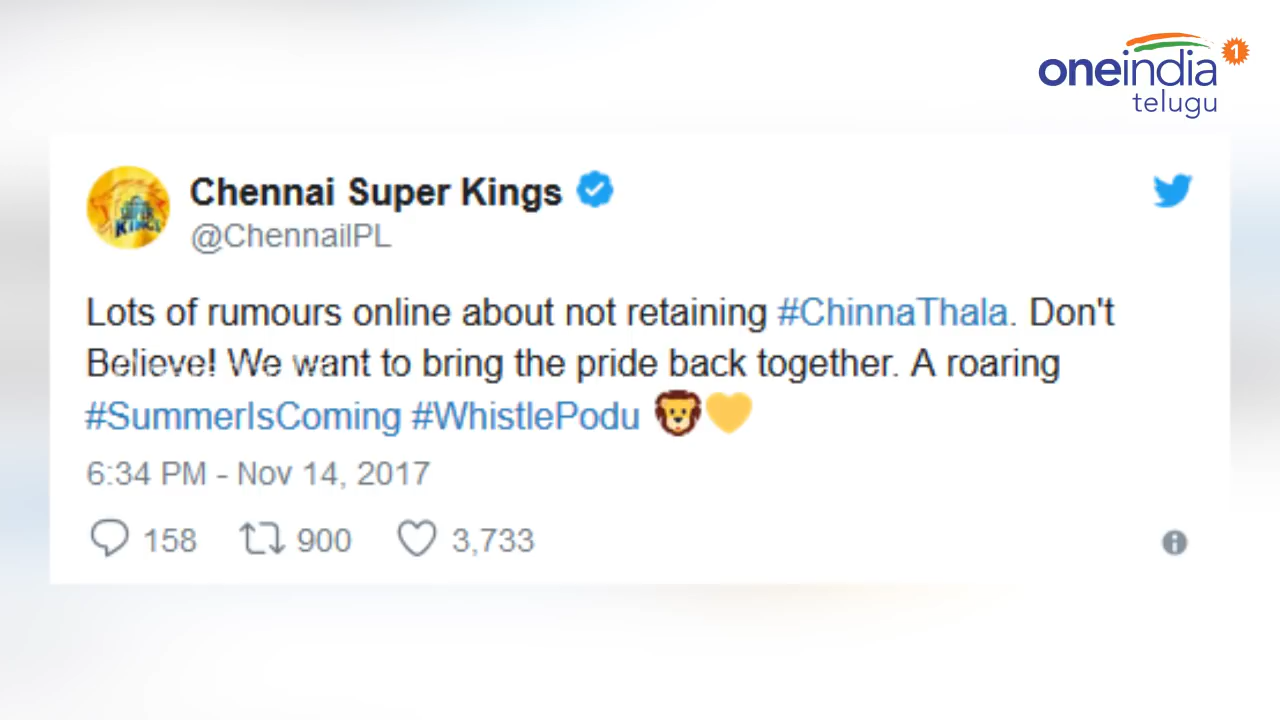 oneindia 1
telugu
Chennai Super Kings
@ChennaiIPL
Lots of rumours online about not retaining #ChinnaThala. Don't
Believe! We want to bring the pride back together. A roaring
#SummerIsComing #WhistlePodu 🦁💛
6:34 PM - Nov 14, 2017
158 900 3,733